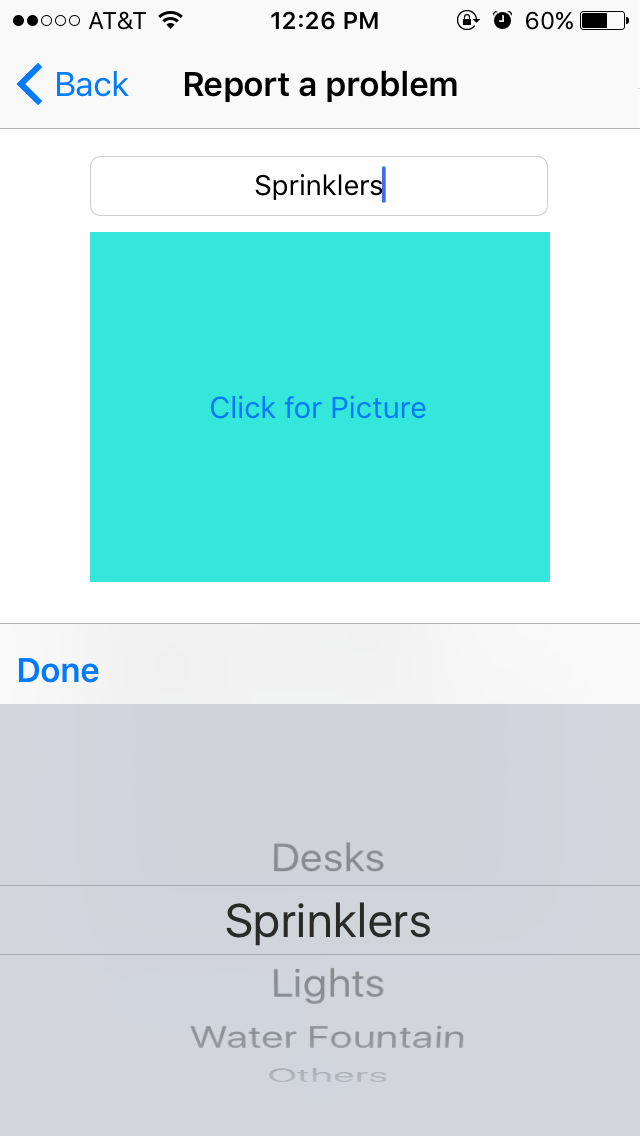 AT&T 12:26 PM 60%
Back Report a problem
Sprinklers
Click for Picture
Done
Desks
Sprinklers
Lights
Water Fountain
Others